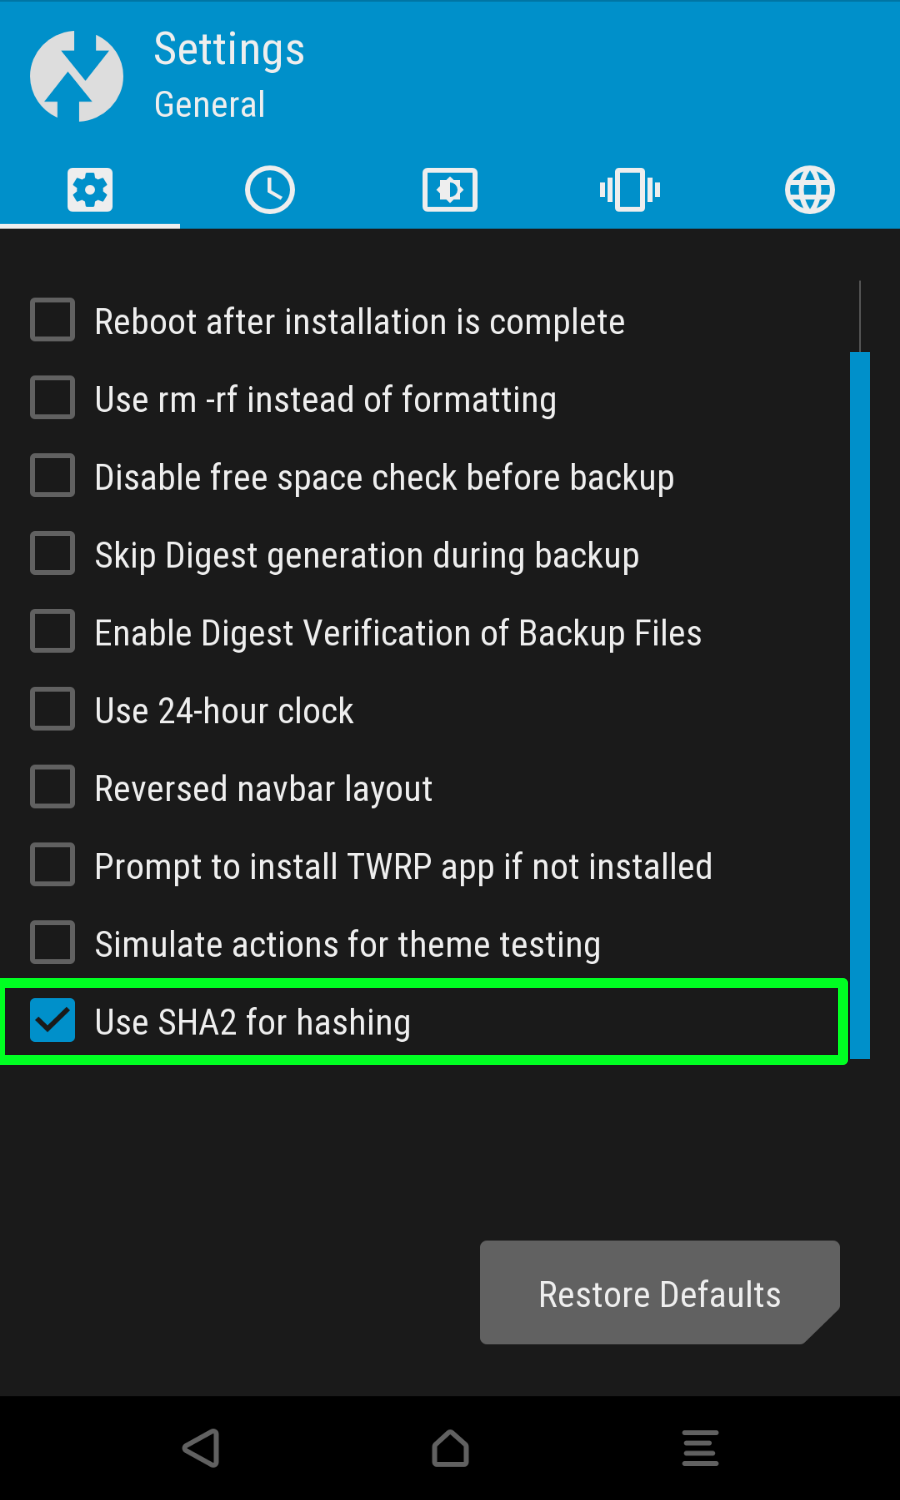 Settings
General
Reboot after installation is complete
Use rm -rf instead of formatting
Disable free space check before backup
Skip Digest generation during backup
Enable Digest Verification of Backup Files
Use 24-hour clock
Reversed navbar layout
Prompt to install TWRP app if not installed
Simulate actions for theme testing
Use SHA2 for hashing
Restore Defaults